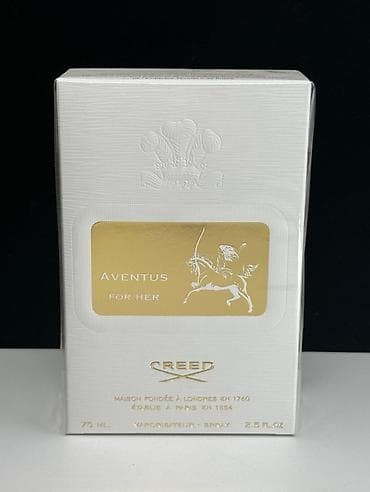 AVENTUS
FOR HER
CREED
MAISON FONDÉE À LONDRES EN 1760
ÉTABLIE À PARIS EN 1854
75 ML. VAPORISATEUR - SPRAY 2.5 FL.OZ